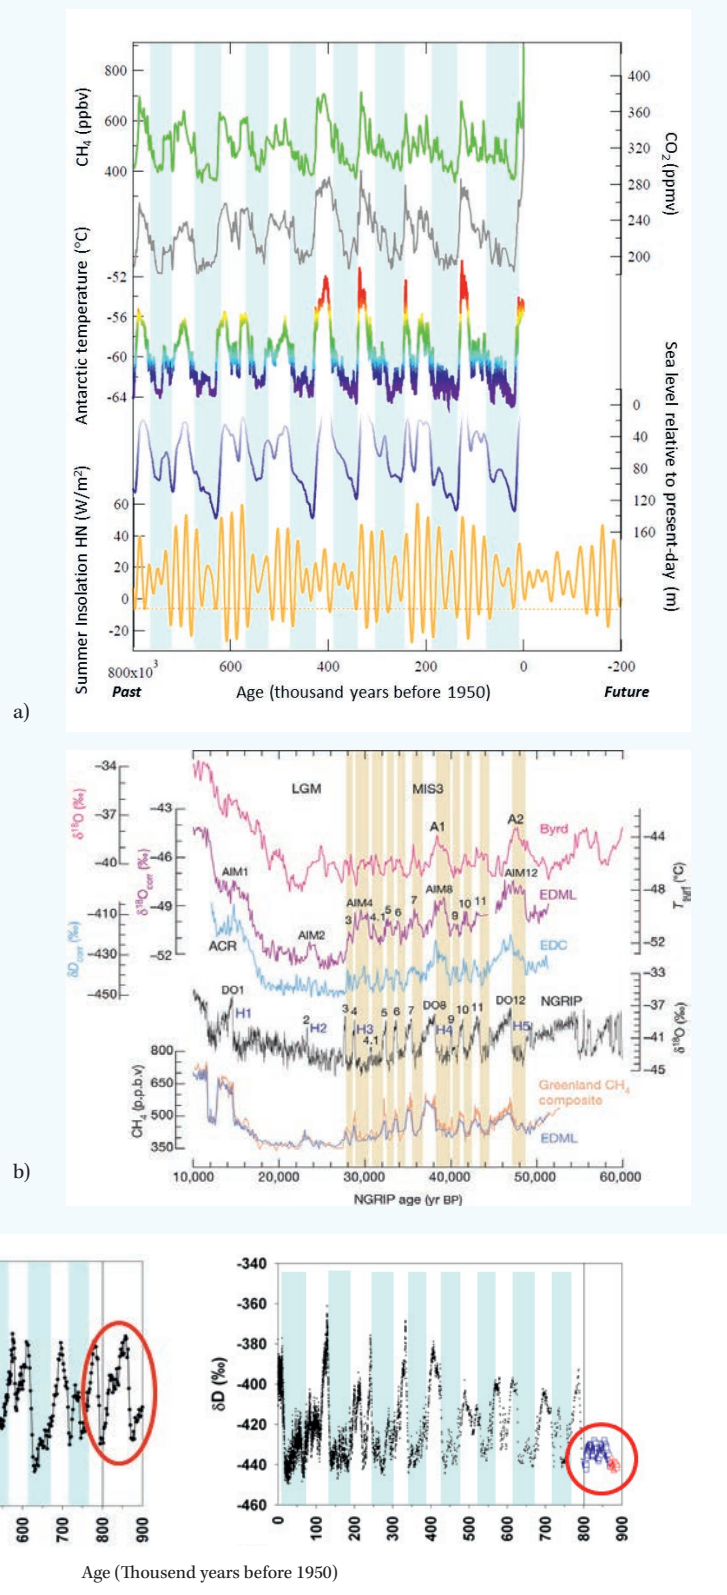 CH₄ (ppbv)
800
600
400
CO₂ (ppmv)
400
360
320
280
240
200
Antarctic temperature (°C)
-52
-56
-60
-64
Sea level relative to present-day (m)
0
40
80
120
160
Summer Insolation HN (W/m²)
60
40
20
0
-20
800x10³
600
400
200
0
-200
Past
Age (thousand years before 1950)
Future
a)
δ¹⁸O (‰)
−34
−37
−40
LGM
MIS3
δ¹⁸Ocorr (‰)
−43
−46
−49
−52
A1
A2
Byrd
−44
−48
−52
(°C)
AIM1
AIM2
AIM4
AIM8
AIM12
3
4.1
5
6
7
9
10
11
EDML
δDcorr (‰)
−410
−430
−450
ACR
EDC
DO1
H1
2
H2
3
4
H3
4.1
5
6
7
DO8
H4
9
10
11
DO12
H5
NGRIP
−33
−37
−41
−45
δ¹⁸O (‰)
CH₄ (p.p.b.v)
800
650
500
350
Greenland CH₄
composite
EDML
10,000
20,000
30,000
40,000
50,000
60,000
NGRIP age (yr BP)
b)
600
700
800
900
δD (‰)
-340
-360
-380
-400
-420
-440
-460
0
100
200
300
400
500
600
700
800
900
Age (Thousend years before 1950)